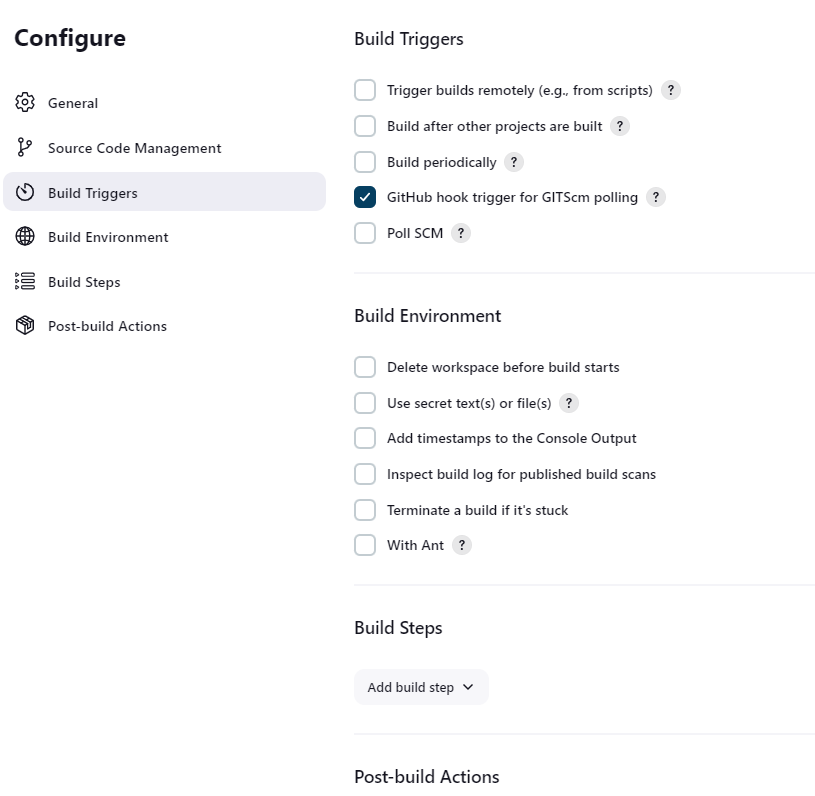 Configure
General
Source Code Management
Build Triggers
Build Environment
Build Steps
Post-build Actions
Build Triggers
Trigger builds remotely (e.g., from scripts) ?
Build after other projects are built ?
Build periodically ?
GitHub hook trigger for GITScm polling ?
Poll SCM ?
Build Environment
Delete workspace before build starts
Use secret text(s) or file(s) ?
Add timestamps to the Console Output
Inspect build log for published build scans
Terminate a build if it's stuck
With Ant ?
Build Steps
Add build step
Post-build Actions